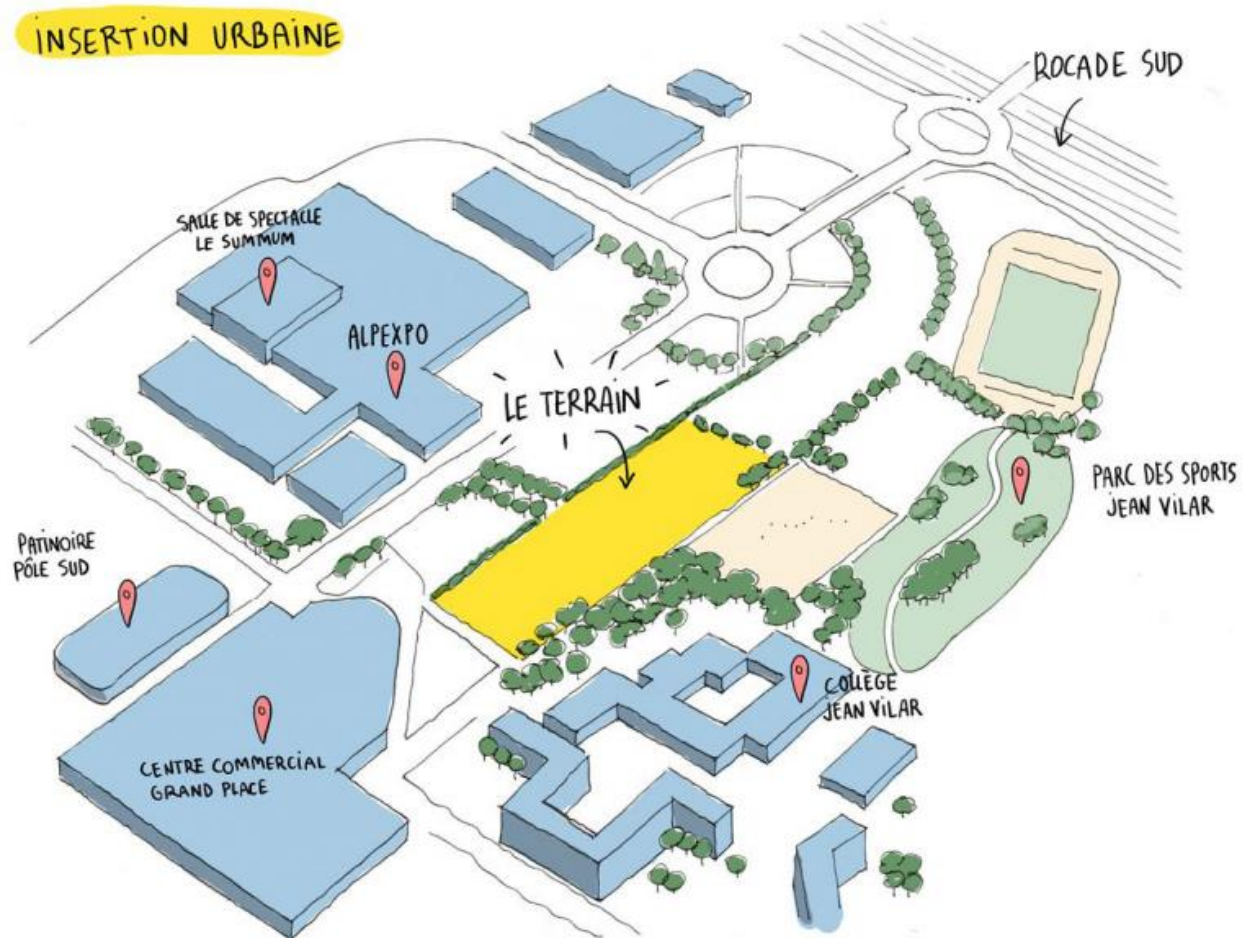 INSERTION URBAINE
ROCADE SUD
SALLE DE SPECTACLE
LE SUMMUM
ALPEXPO
LE TERRAIN
PARC DES SPORTS
JEAN VILAR
PATINOIRE
PÔLE SUD
COLLÈGE
JEAN VILAR
CENTRE COMMERCIAL
GRAND PLACE